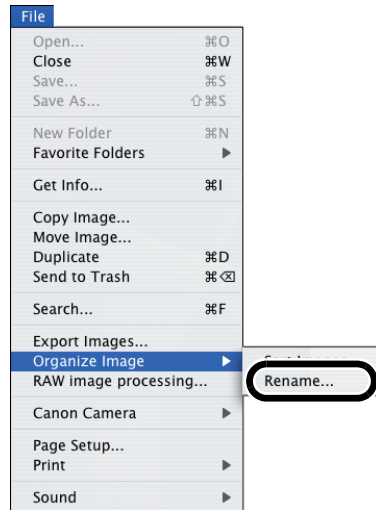 File
Open... ⌘O
Close ⌘W
Save... ⌘S
Save As... ⇧⌘S
New Folder ⌘N
Favorite Folders ▶
Get Info... ⌘I
Copy Image...
Move Image...
Duplicate ⌘D
Send to Trash ⌘⌫
Search... ⌘F
Export Images...
Organize Image ▶
Rename...
RAW image processing...
Canon Camera ▶
Page Setup...
Print ▶
Sound ▶